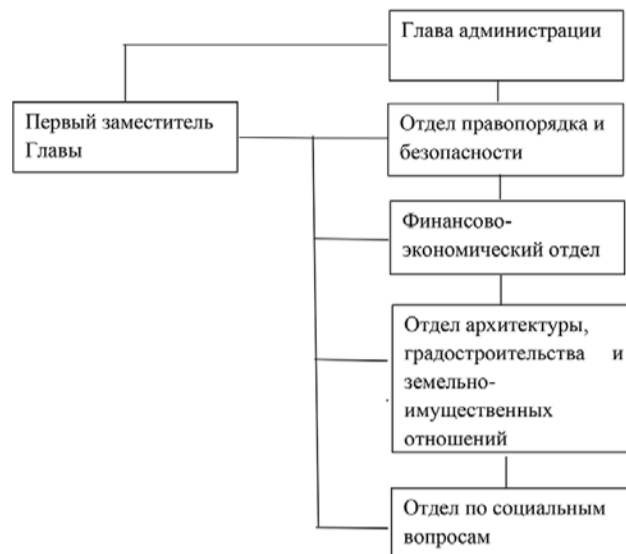 Глава администрации
Первый заместитель
Главы
Отдел правопорядка и
безопасности
Финансово-
экономический отдел
Отдел архитектуры,
градостроительства и
земельно-
имущественных
отношений
Отдел по социальным
вопросам